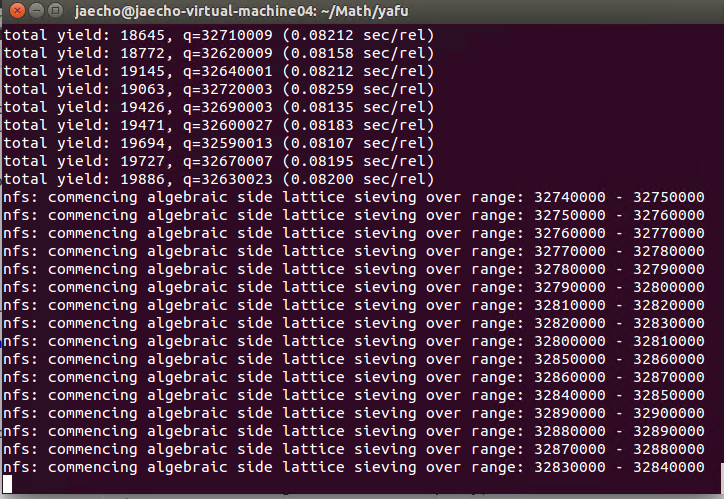 jaecho@jaecho-virtual-machine04: ~/Math/yafu
total yield: 18645, q=32710009 (0.08212 sec/rel)
total yield: 18772, q=32620009 (0.08158 sec/rel)
total yield: 19145, q=32640001 (0.08212 sec/rel)
total yield: 19063, q=32720003 (0.08259 sec/rel)
total yield: 19426, q=32690003 (0.08135 sec/rel)
total yield: 19471, q=32600027 (0.08183 sec/rel)
total yield: 19694, q=32590013 (0.08107 sec/rel)
total yield: 19727, q=32670007 (0.08195 sec/rel)
total yield: 19886, q=32630023 (0.08200 sec/rel)
nfs: commencing algebraic side lattice sieving over range: 32740000 - 32750000
nfs: commencing algebraic side lattice sieving over range: 32750000 - 32760000
nfs: commencing algebraic side lattice sieving over range: 32760000 - 32770000
nfs: commencing algebraic side lattice sieving over range: 32770000 - 32780000
nfs: commencing algebraic side lattice sieving over range: 32780000 - 32790000
nfs: commencing algebraic side lattice sieving over range: 32790000 - 32800000
nfs: commencing algebraic side lattice sieving over range: 32810000 - 32820000
nfs: commencing algebraic side lattice sieving over range: 32820000 - 32830000
nfs: commencing algebraic side lattice sieving over range: 32800000 - 32810000
nfs: commencing algebraic side lattice sieving over range: 32850000 - 32860000
nfs: commencing algebraic side lattice sieving over range: 32860000 - 32870000
nfs: commencing algebraic side lattice sieving over range: 32840000 - 32850000
nfs: commencing algebraic side lattice sieving over range: 32890000 - 32900000
nfs: commencing algebraic side lattice sieving over range: 32880000 - 32890000
nfs: commencing algebraic side lattice sieving over range: 32870000 - 32880000
nfs: commencing algebraic side lattice sieving over range: 32830000 - 32840000